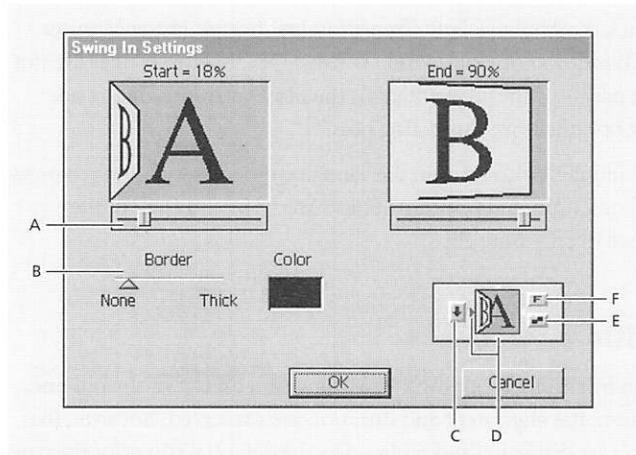 Swing In Settings
Start = 18%
End = 90%
B
A
B
A
B
Border
Color
None
Thick
B
A
F
E
OK
Cancel
C
D